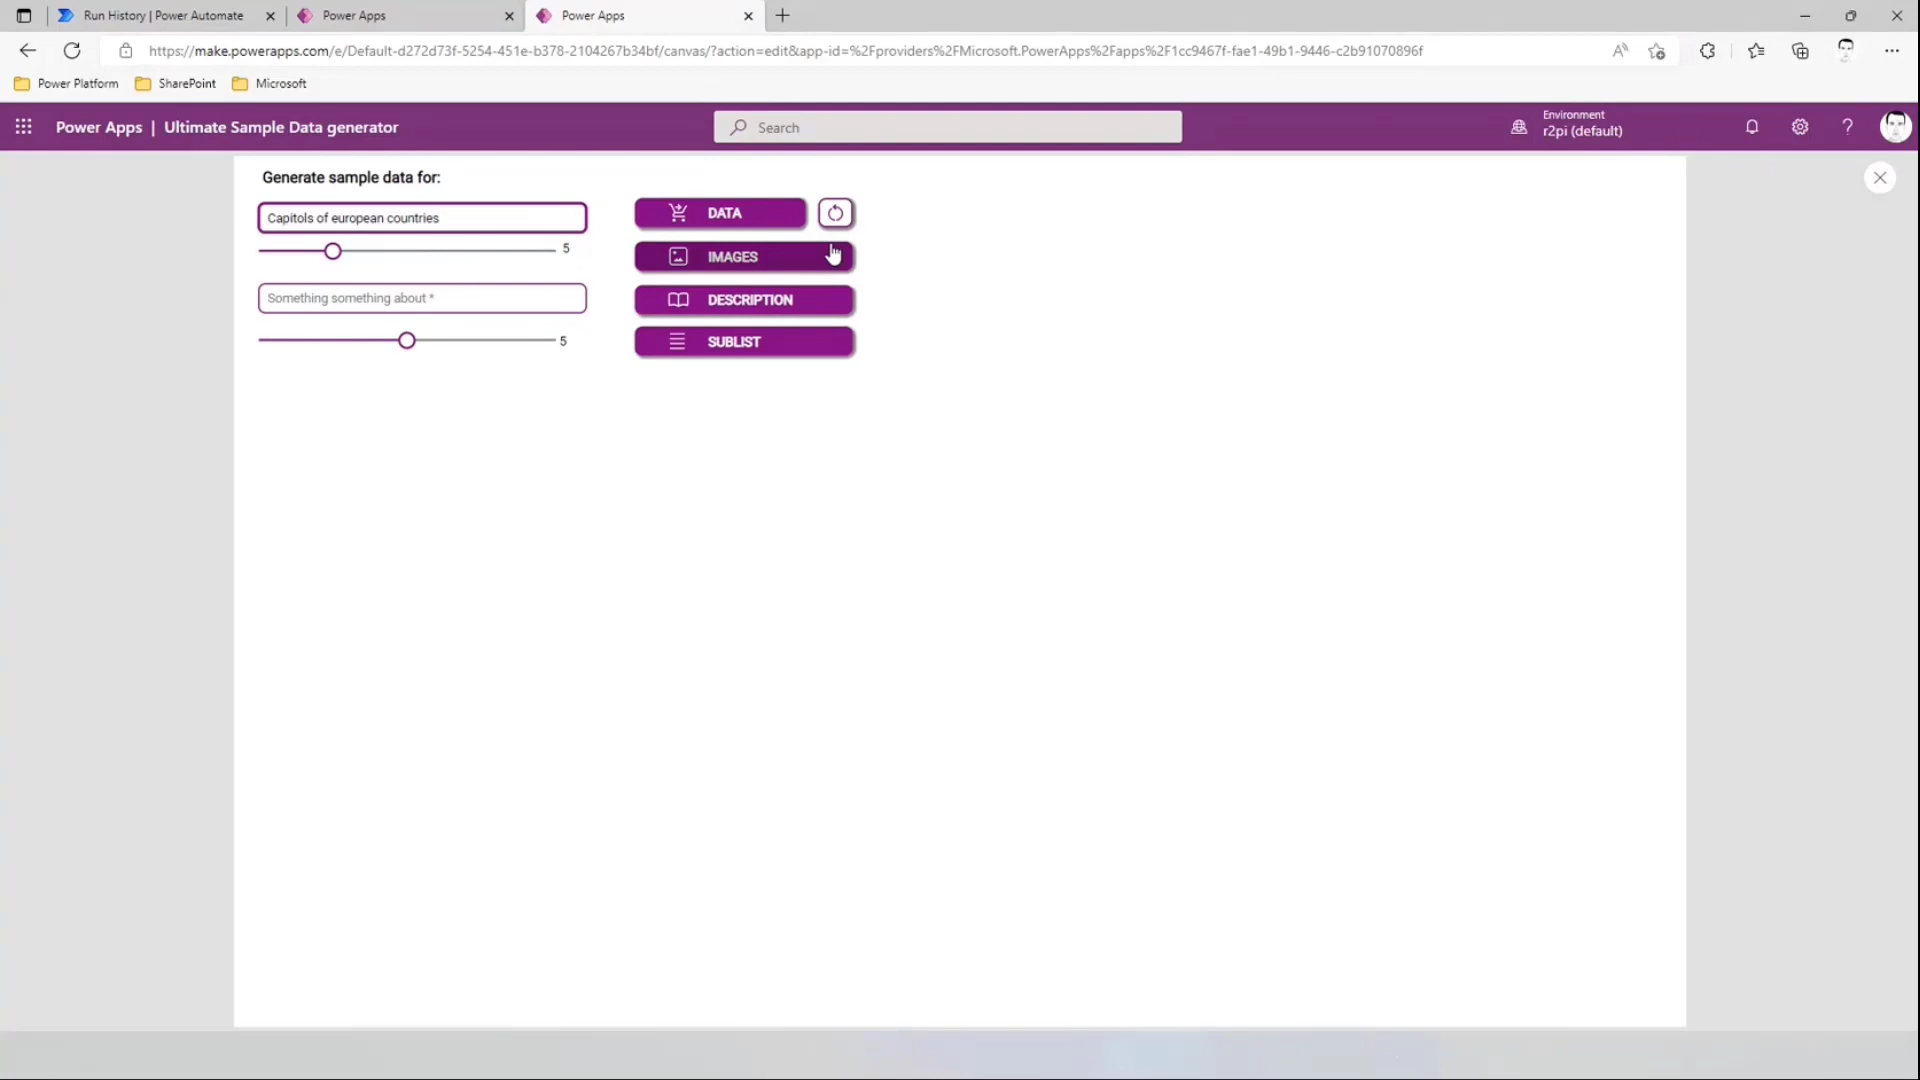 Run History | Power Automate
Power Apps
Power Apps
https://make.powerapps.com/e/Default-d272d73f-5254-451e-b378-2104267b34bf/canvas/?action=edit&app-id=%2Fproviders%2FMicrosoft.PowerApps%2Fapps%2F1cc9467f-fae1-49b1-9446-c2b91070896f
Power Platform
SharePoint
Microsoft
Power Apps | Ultimate Sample Data generator
Search
Environment
r2pi (default)
Generate sample data for:
Capitols of european countries
5
Something something about *
5
DATA
IMAGES
DESCRIPTION
SUBLIST